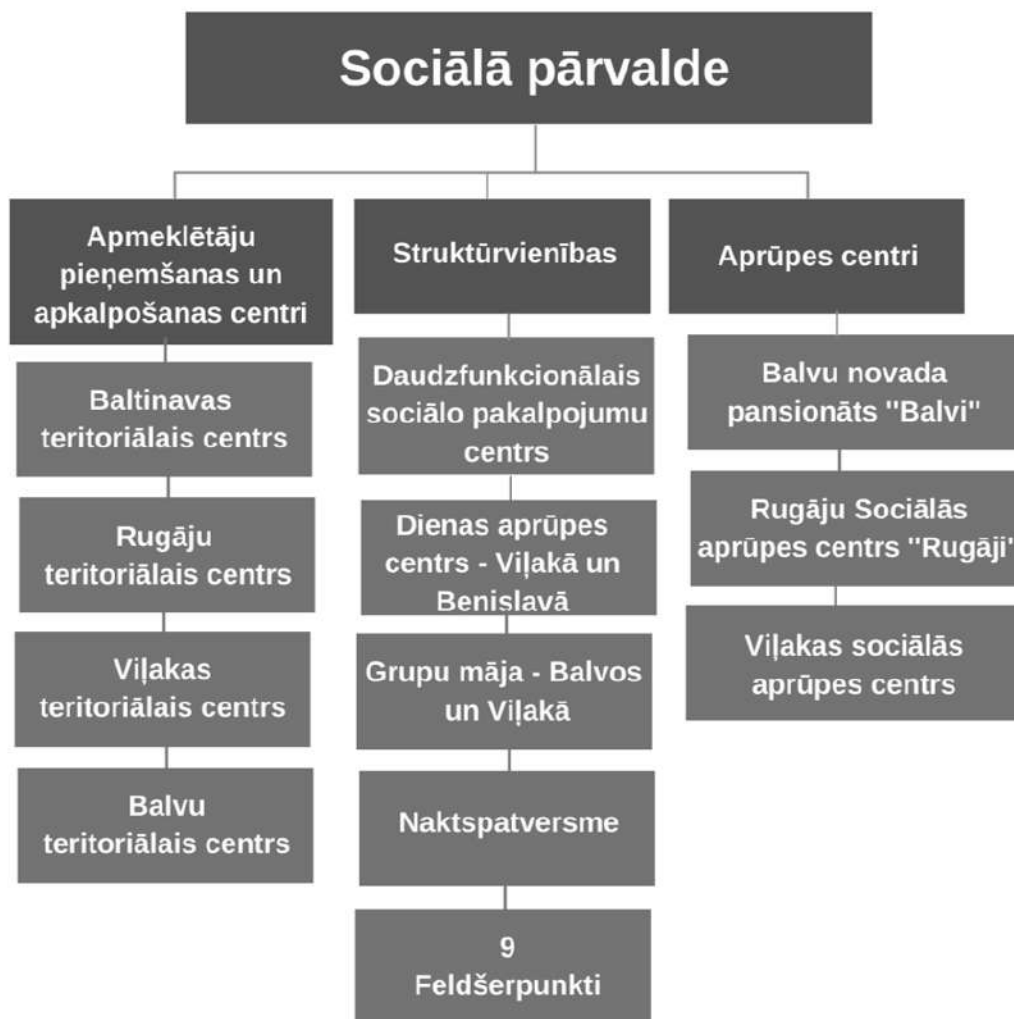 Sociālā pārvalde
Apmeklētāju
pieņemšanas un
apkalpošanas centri
Baltinavas
teritoriālais centrs
Rugāju
teritoriālais centrs
Viļakas
teritoriālais centrs
Balvu
teritoriālais centrs
Struktūrvienības
Daudzfunkcionālais
sociālo pakalpojumu
centrs
Dienas aprūpes
centrs - Viļakā un
Benislavā
Grupu māja - Balvos
un Viļakā
Naktspatversme
9
Feldšerpunkti
Aprūpes centri
Balvu novada
pansionāts "Balvi"
Rugāju Sociālās
aprūpes centrs "Rugāji"
Viļakas sociālās
aprūpes centrs